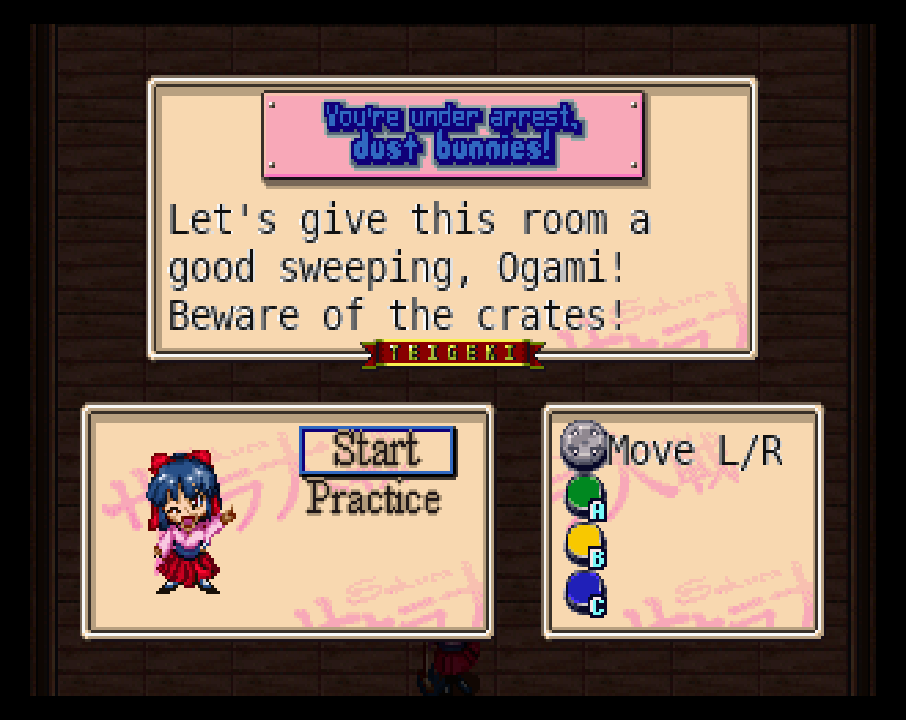 You're under arrest,
dust bunnies!
Let's give this room a
good sweeping, Ogami!
Beware of the crates!
TEIGEKI
Start
Practice
Move L/R
A
B
C